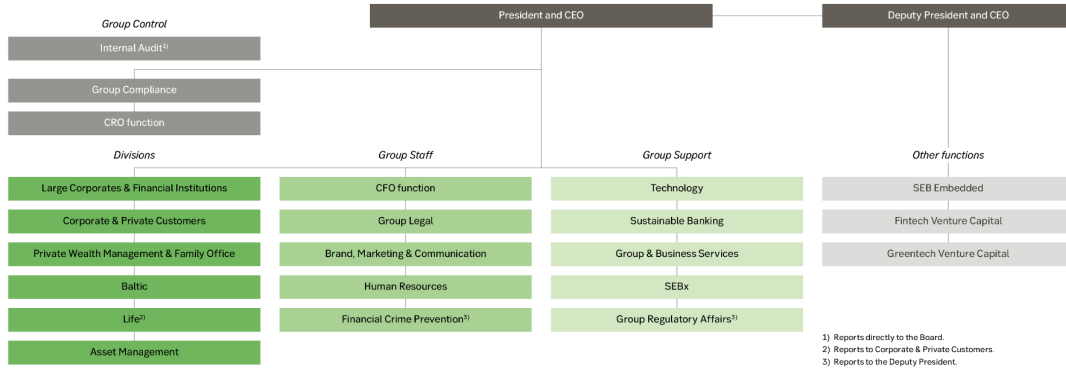 President and CEO
Deputy President and CEO
Group Control
Internal Audit1)
Group Compliance
CRO function
Divisions
Large Corporates & Financial Institutions
Corporate & Private Customers
Private Wealth Management & Family Office
Baltic
Life2)
Asset Management
Group Staff
CFO function
Group Legal
Brand, Marketing & Communication
Human Resources
Financial Crime Prevention3)
Group Support
Technology
Sustainable Banking
Group & Business Services
SEBx
Group Regulatory Affairs3)
Other functions
SEB Embedded
Fintech Venture Capital
Greentech Venture Capital
1) Reports directly to the Board.
2) Reports to Corporate & Private Customers.
3) Reports to the Deputy President.